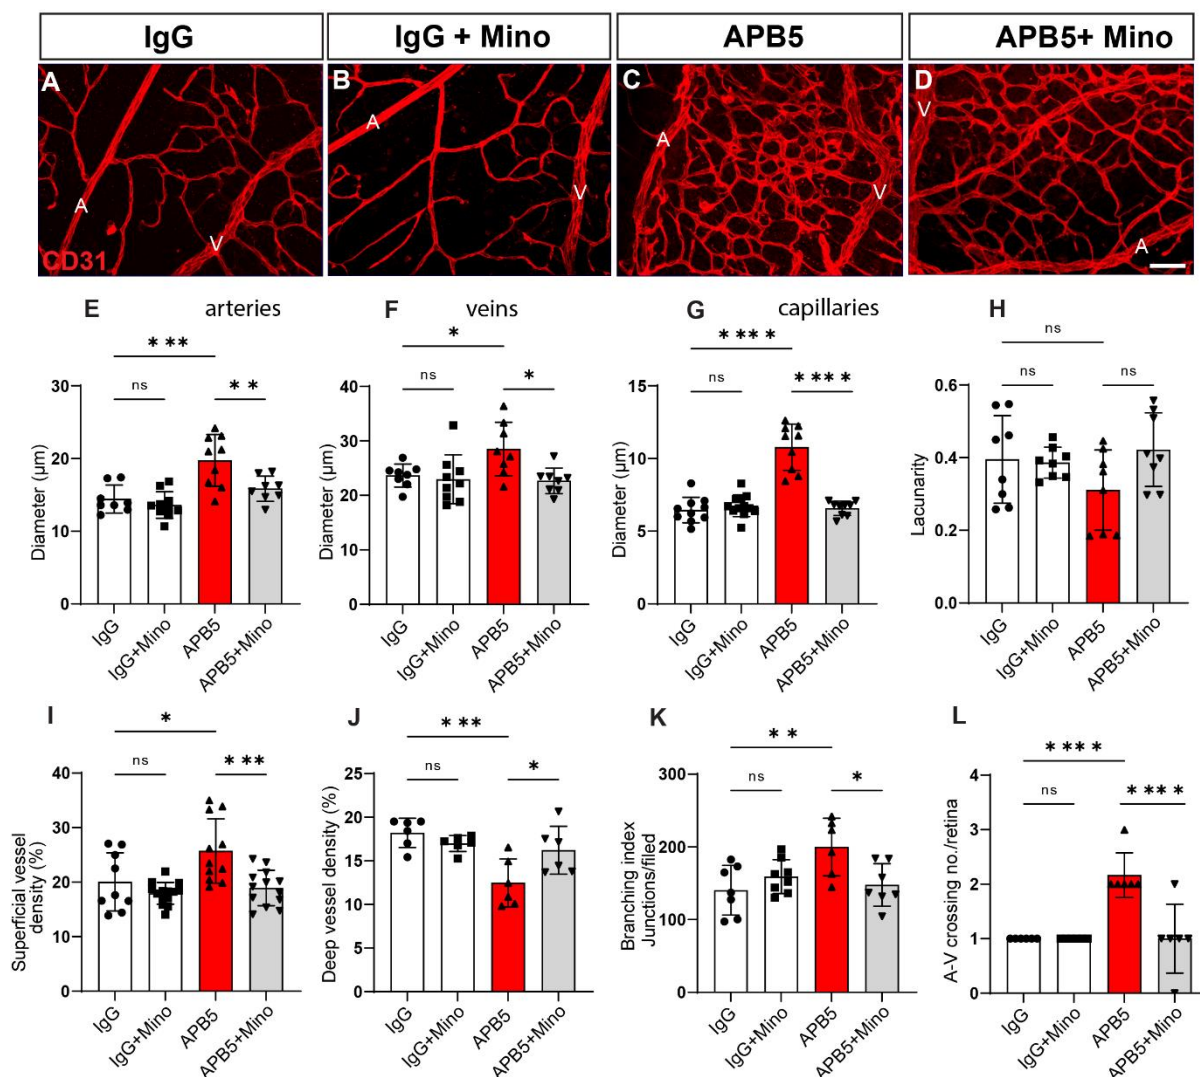 IgG
IgG + Mino
APB5
APB5+ Mino
A
A
V
CD31
B
A
V
C
A
V
D
V
A
E
arteries
* ***
ns
* *
Diameter (µm)
30
20
10
0
IgG
IgG+Mino
APB5
APB5+Mino
F
veins
*
ns
*
Diameter (µm)
40
30
20
10
0
IgG
IgG+Mino
APB5
APB5+Mino
G
capillaries
* *** *
ns
* *** *
Diameter (µm)
15
10
5
0
IgG
IgG+Mino
APB5
APB5+Mino
H
ns
ns
ns
Lacunarity
0.6
0.4
0.2
0.0
IgG
IgG+Mino
APB5
APB5+Mino
I
*
ns
* ***
Superficial vessel
density (%)
40
30
20
10
0
IgG
IgG+Mino
APB5
APB5+Mino
J
* ***
ns
*
Deep vessel density (%)
25
20
15
10
5
0
IgG
IgG+Mino
APB5
APB5+Mino
K
* *
ns
*
Branching index
Junctions/filed
300
200
100
0
IgG
IgG+Mino
APB5
APB5+Mino
L
* *** *
ns
* *** *
A-V crossing no./retina
4
3
2
1
0
IgG
IgG+Mino
APB5
APB5+Mino